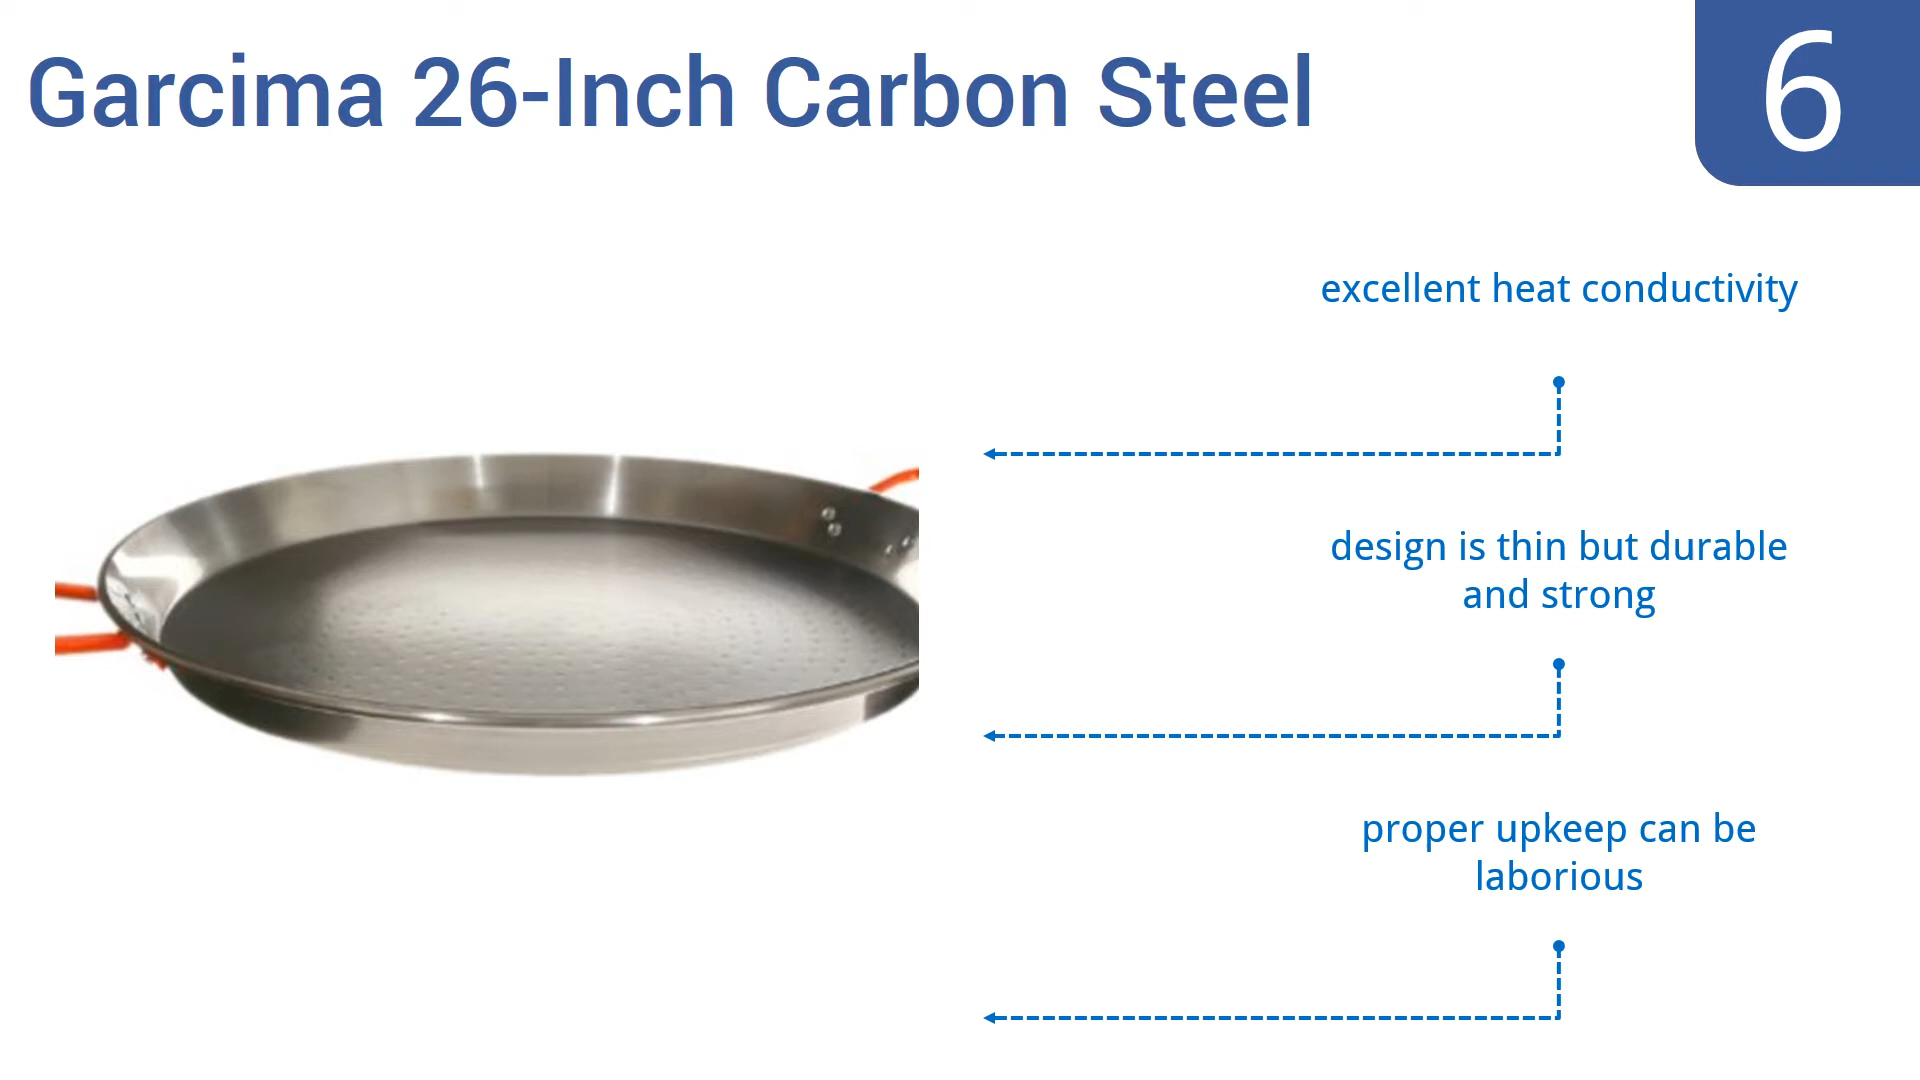 Garcima 26-Inch Carbon Steel
6
excellent heat conductivity
design is thin but durable
and strong
proper upkeep can be
laborious